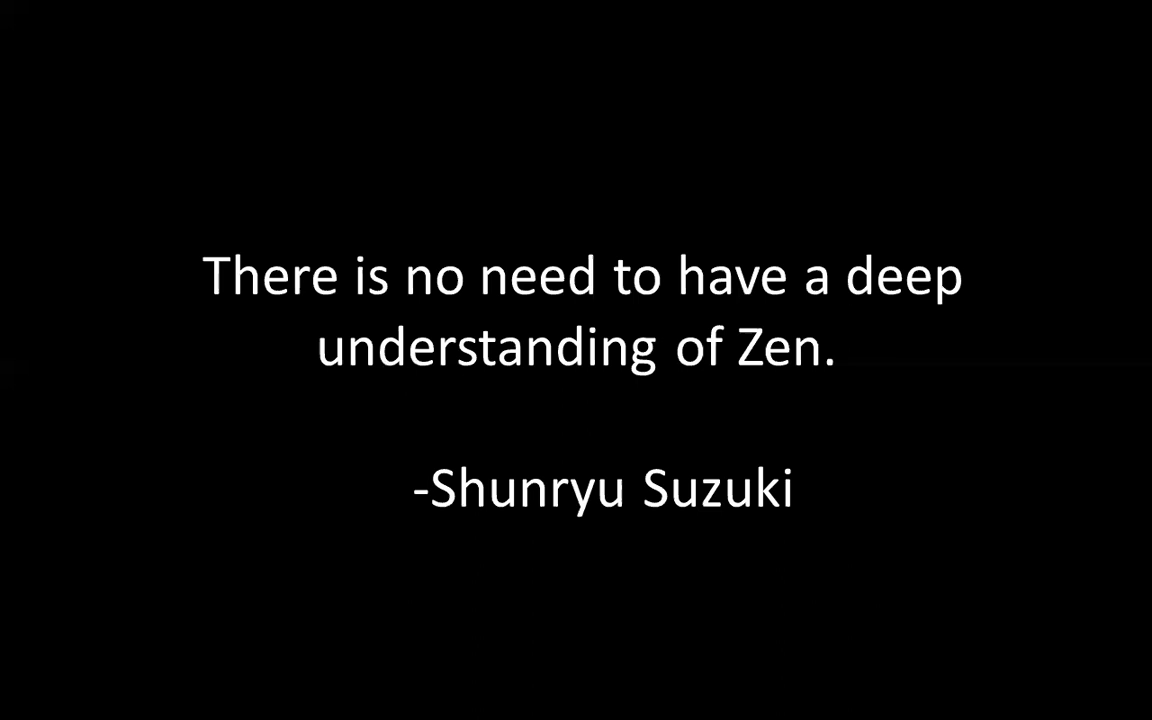 There is no need to have a deep
understanding of Zen.
-Shunryu Suzuki